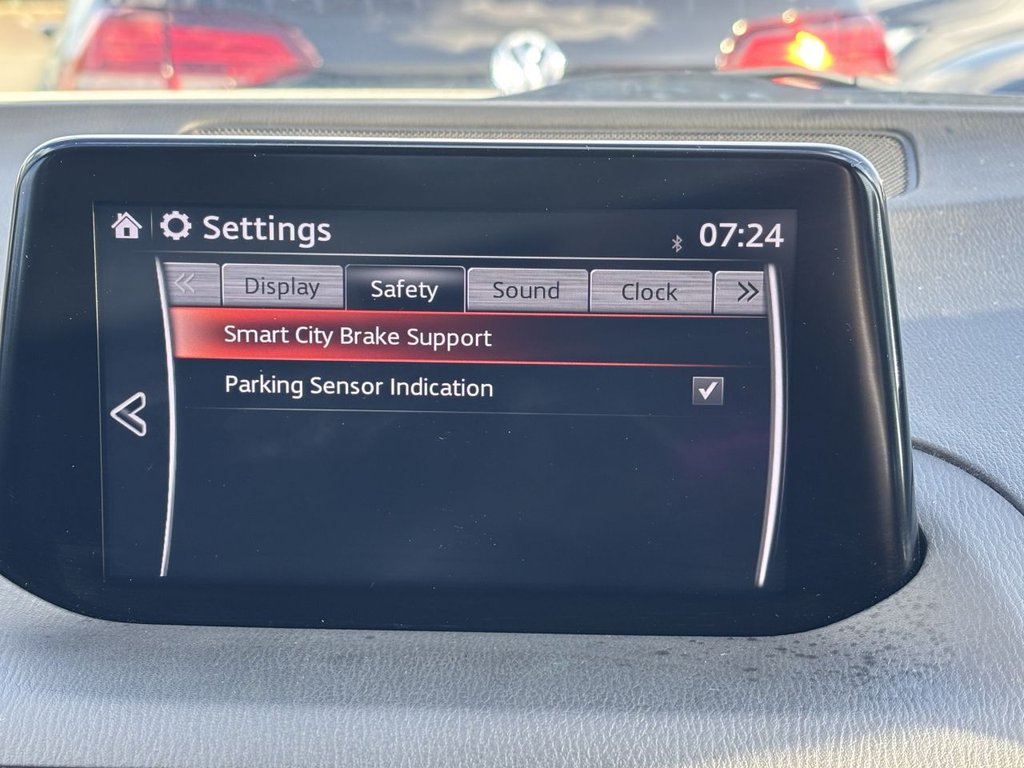 Settings
07:24
Display
Safety
Sound
Clock
Smart City Brake Support
Parking Sensor Indication